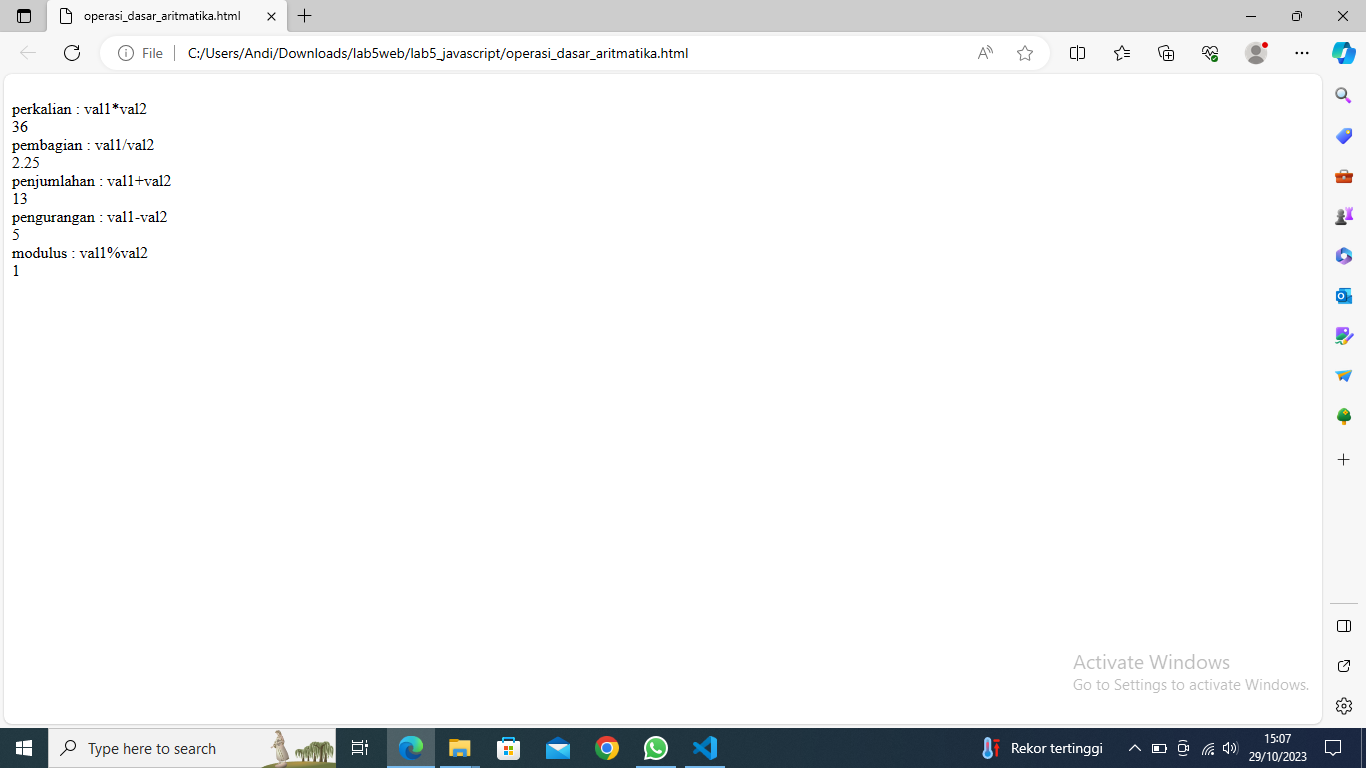 operasi_dasar_aritmatika.html
File
C:/Users/Andi/Downloads/lab5web/lab5_javascript/operasi_dasar_aritmatika.html
perkalian : val1*val2
36
pembagian : val1/val2
2.25
penjumlahan : val1+val2
13
pengurangan : val1-val2
5
modulus : val1%val2
1
Activate Windows
Go to Settings to activate Windows.
Type here to search
Rekor tertinggi
15:07
29/10/2023